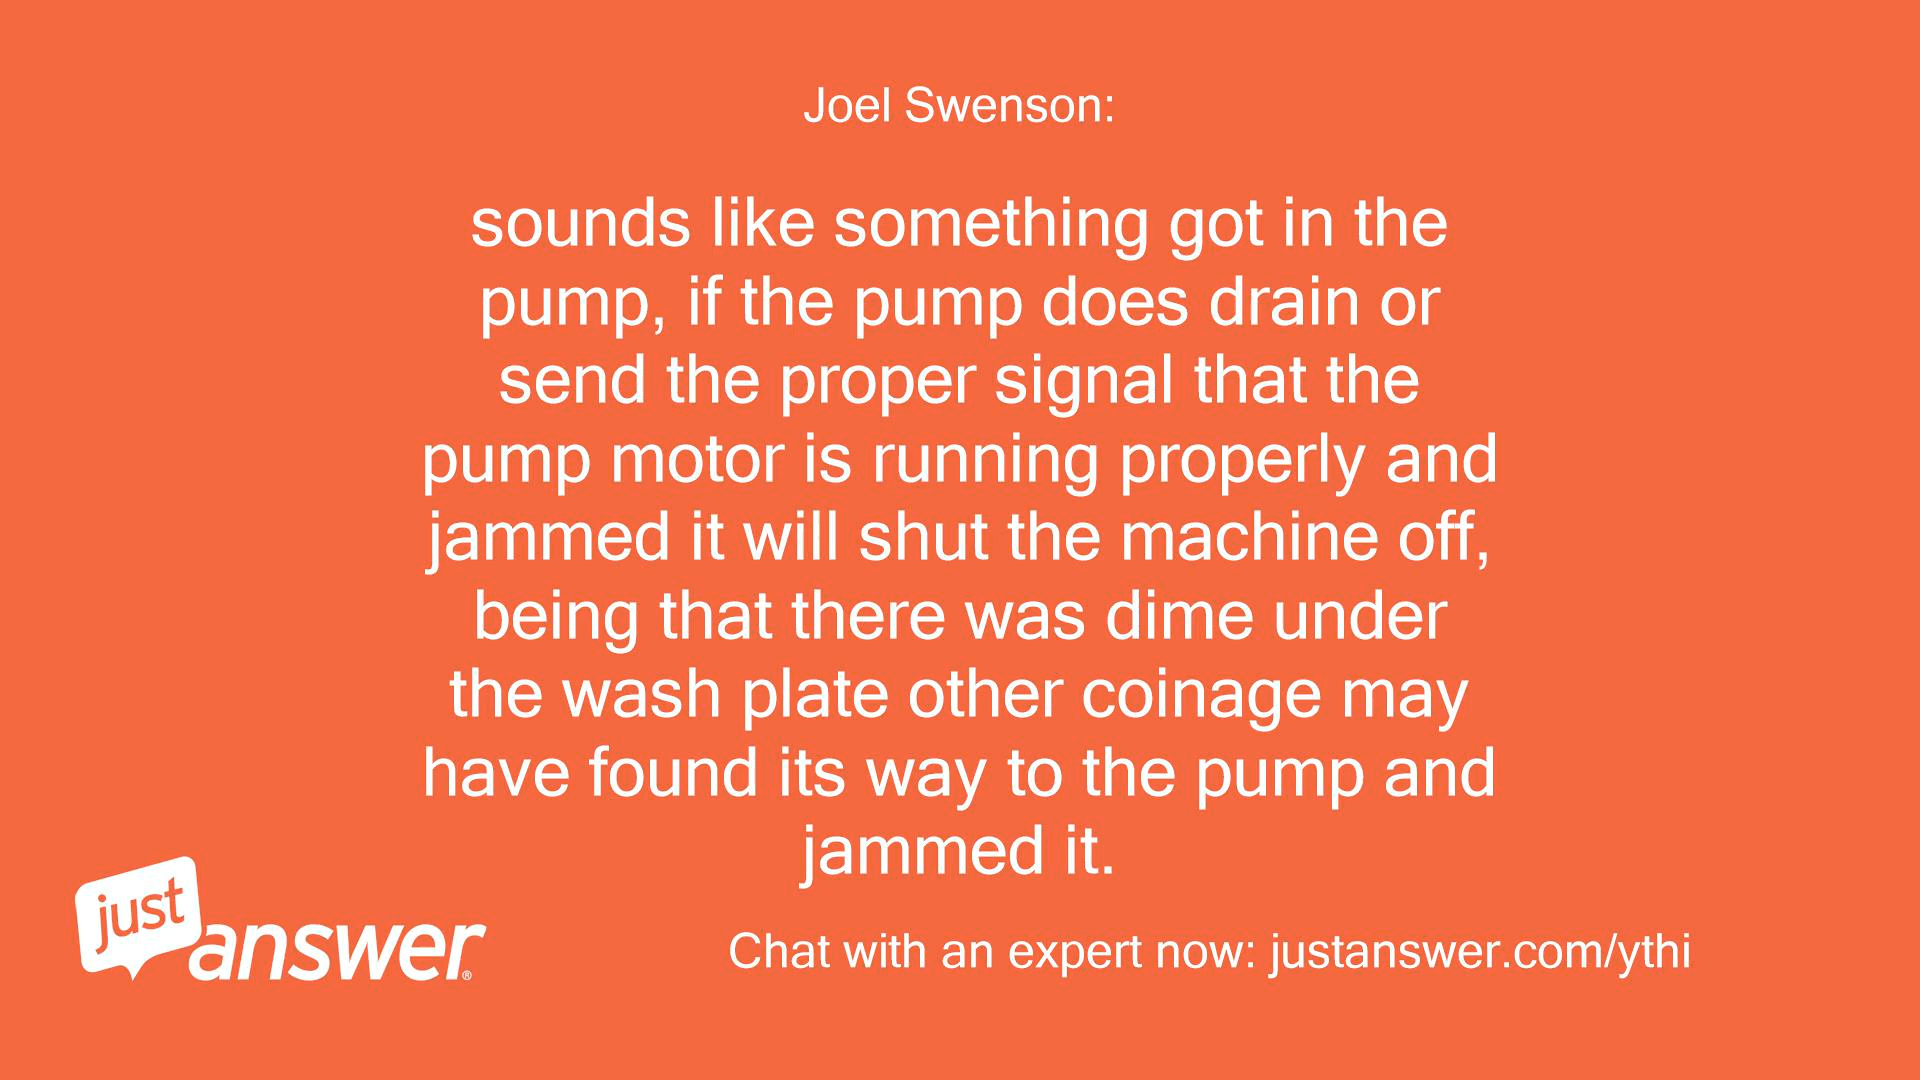 Joel Swenson:
sounds like something got in the
pump, if the pump does drain or
send the proper signal that the
pump motor is running properly and
jammed it will shut the machine off,
being that there was dime under
the wash plate other coinage may
have found its way to the pump and
jammed it.
just
answer®
Chat with an expert now: justanswer.com/ythi